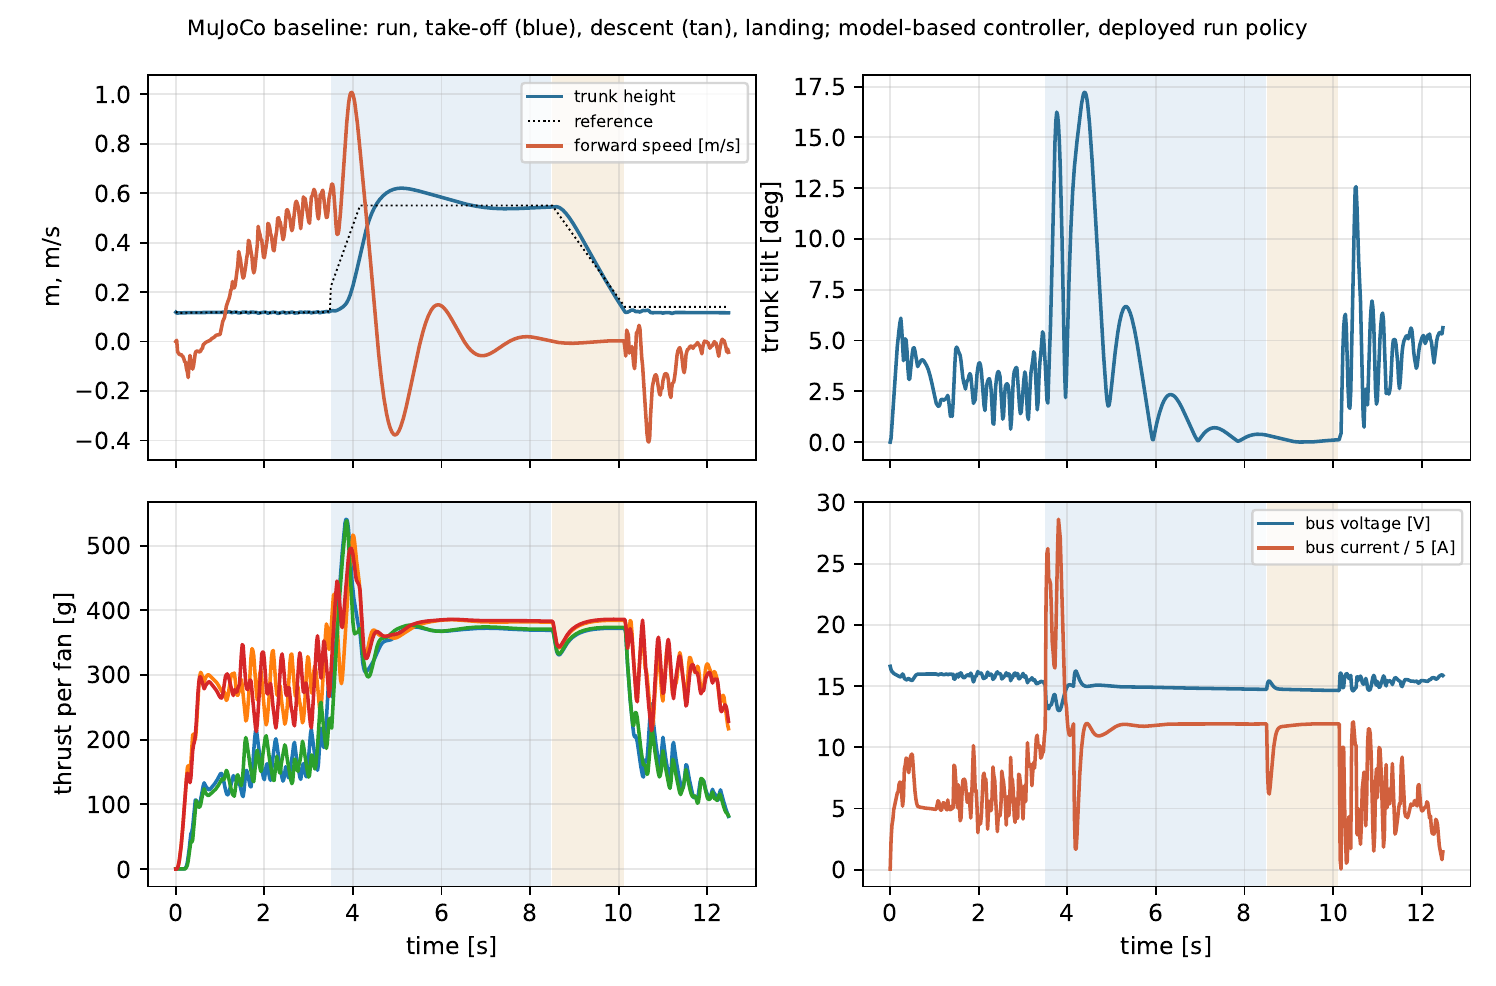 MuJoCo baseline: run, take-off (blue), descent (tan), landing; model-based controller, deployed run policy
m, m/s
1.0
0.8
0.6
0.4
0.2
0.0
−0.2
−0.4
trunk height
reference
forward speed [m/s]
trunk tilt [deg]
17.5
15.0
12.5
10.0
7.5
5.0
2.5
0.0
thrust per fan [g]
500
400
300
200
100
0
0 2 4 6 8 10 12
time [s]
30
25
20
15
10
5
0
bus voltage [V]
bus current / 5 [A]
0 2 4 6 8 10 12
time [s]